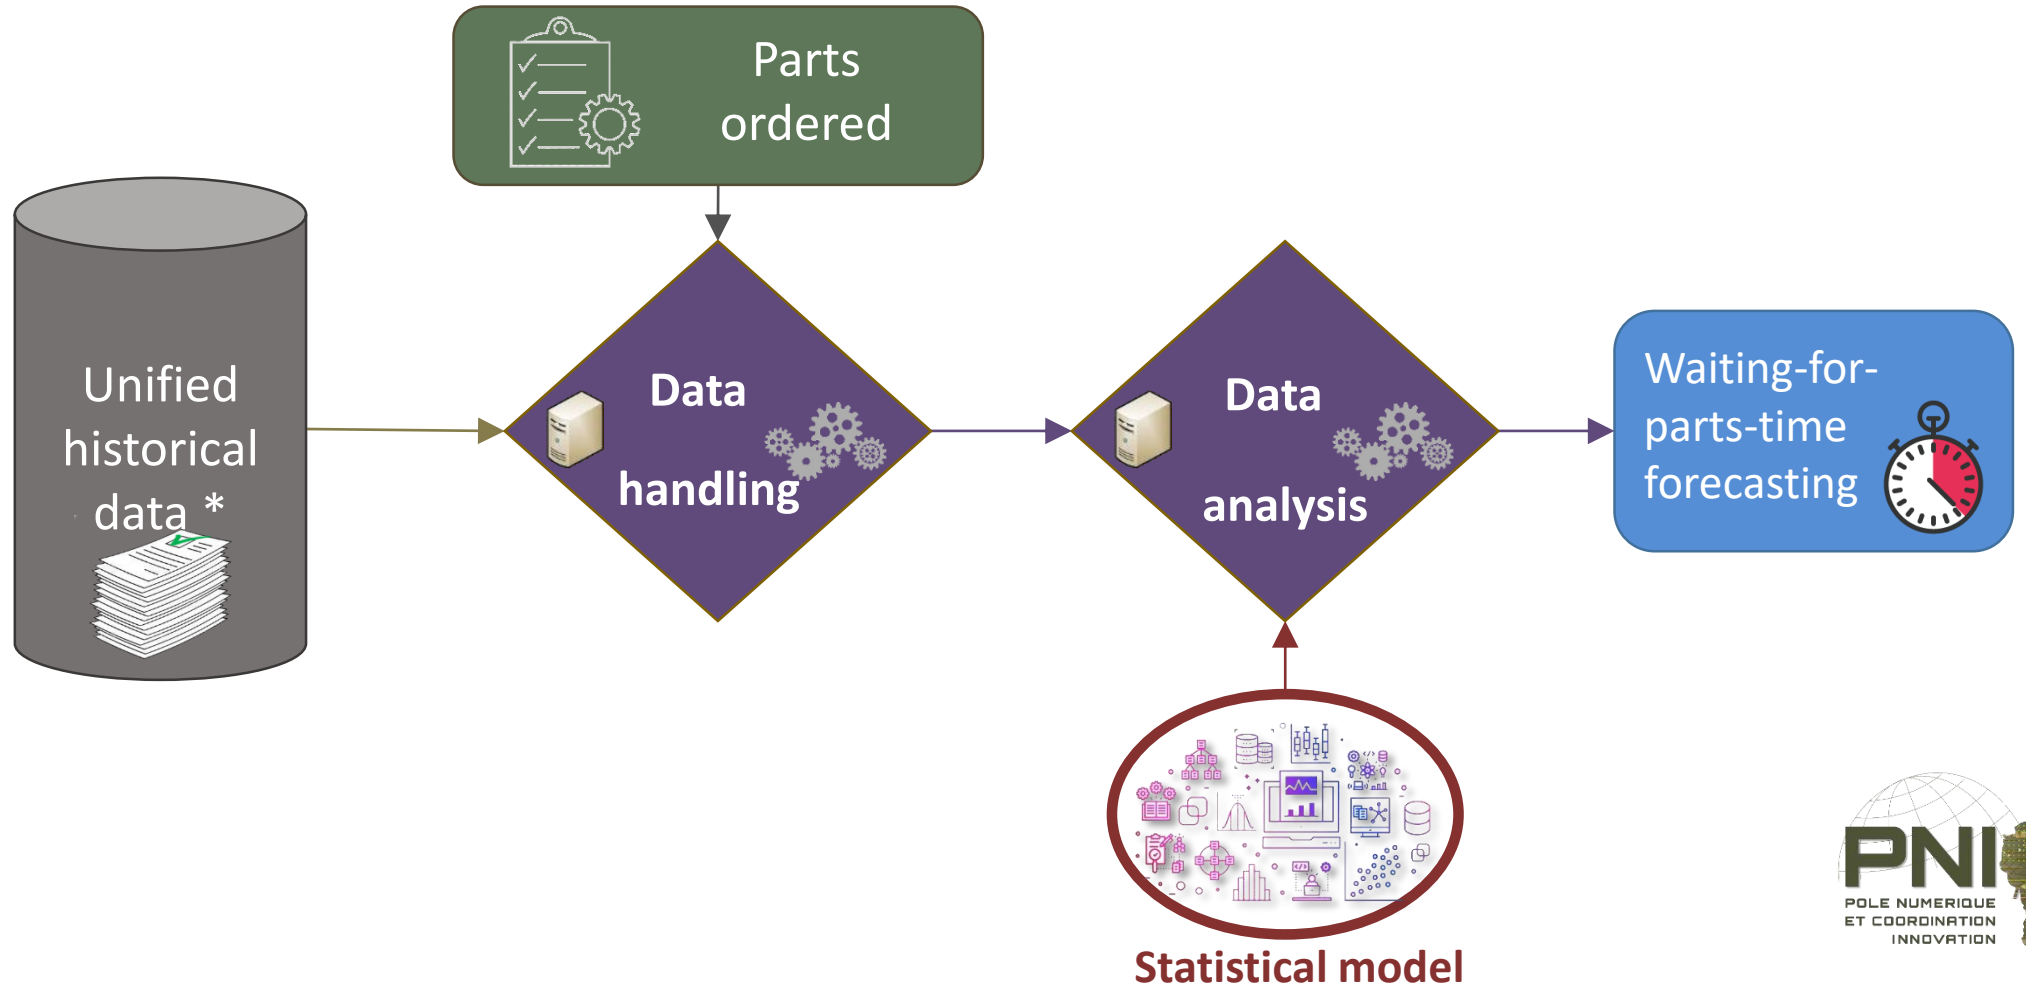 Parts
ordered
Unified
historical
data *
Data
handling
Data
analysis
Waiting-for-
parts-time
forecasting
Statistical model
PNI
POLE NUMERIQUE
ET COORDINATION
INNOVATION